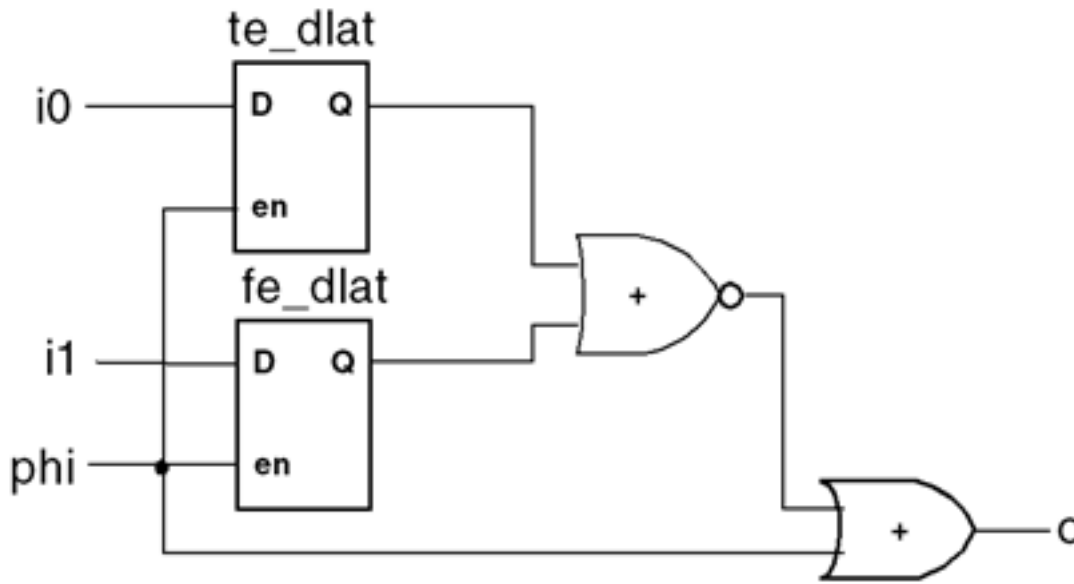 te_dlat
i0
D Q
en
fe_dlat
i1
D Q
phi
en
+
+